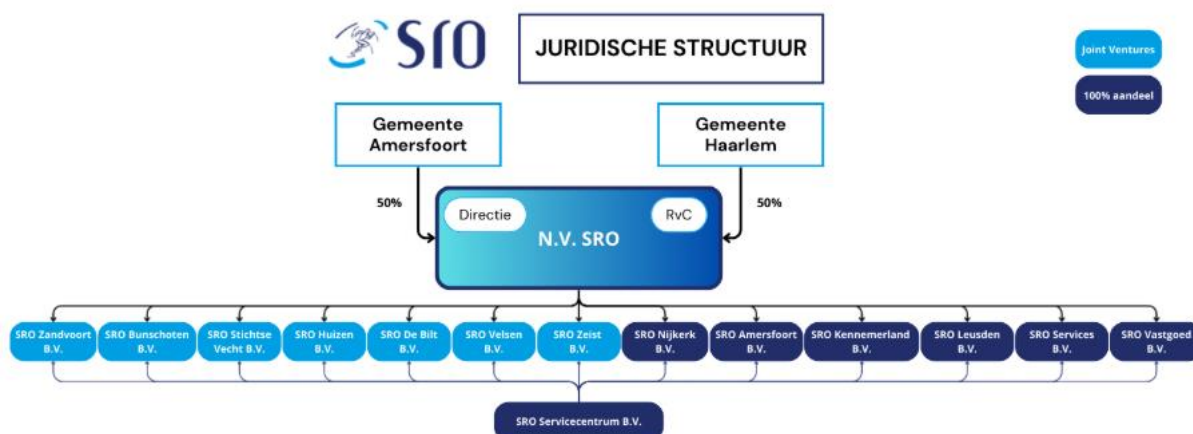 sro
JURIDISCHE STRUCTUUR
Joint Ventures
100% aandeel
Gemeente
Amersfoort
Gemeente
Haarlem
50%
50%
Directie
RvC
N.V. SRO
SRO Zandvoort
B.V.
SRO Bunschoten
B.V.
SRO Stichtse
Vecht B.V.
SRO Huizen
B.V.
SRO De Bilt
B.V.
SRO Velsen
B.V.
SRO Zeist
B.V.
SRO Nijkerk
B.V.
SRO Amersfoort
B.V.
SRO Kennemerland
B.V.
SRO Leusden
B.V.
SRO Services
B.V.
SRO Vastgoed
B.V.
SRO Servicecentrum B.V.